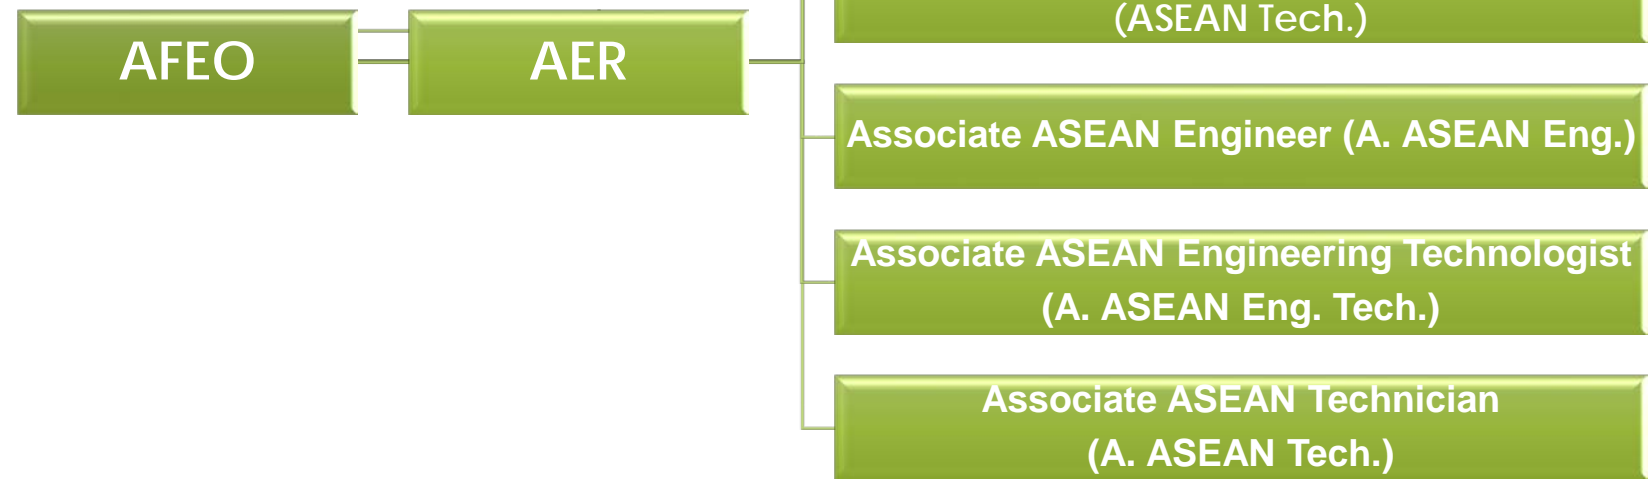 AFEO
AER
(ASEAN Tech.)
Associate ASEAN Engineer (A. ASEAN Eng.)
Associate ASEAN Engineering Technologist
(A. ASEAN Eng. Tech.)
Associate ASEAN Technician
(A. ASEAN Tech.)